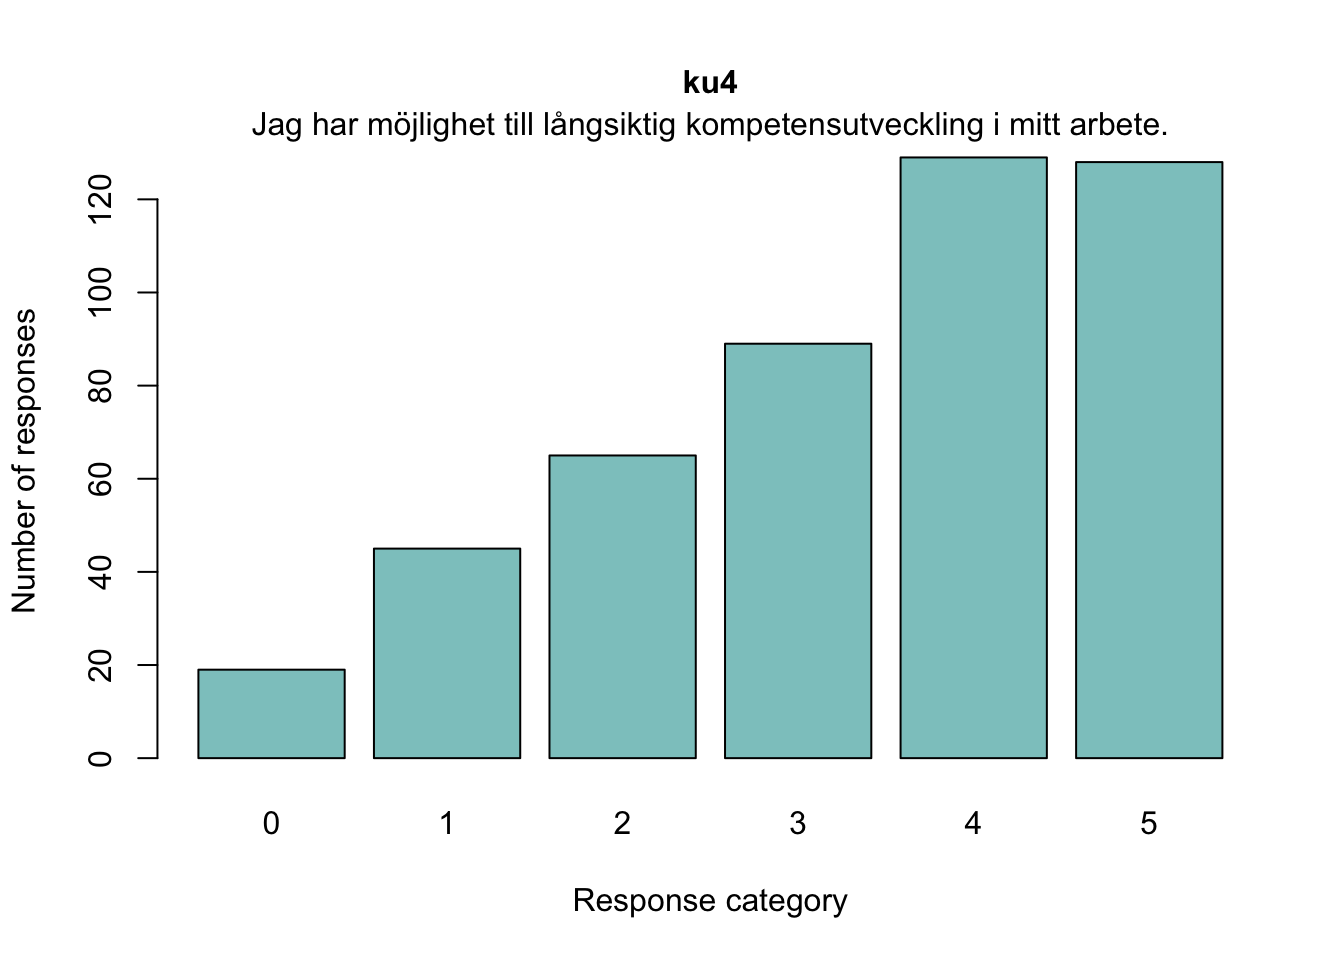 ku4
Jag har möjlighet till långsiktig kompetensutveckling i mitt arbete.
Number of responses
120
100
80
60
40
20
0
0 1 2 3 4 5
Response category